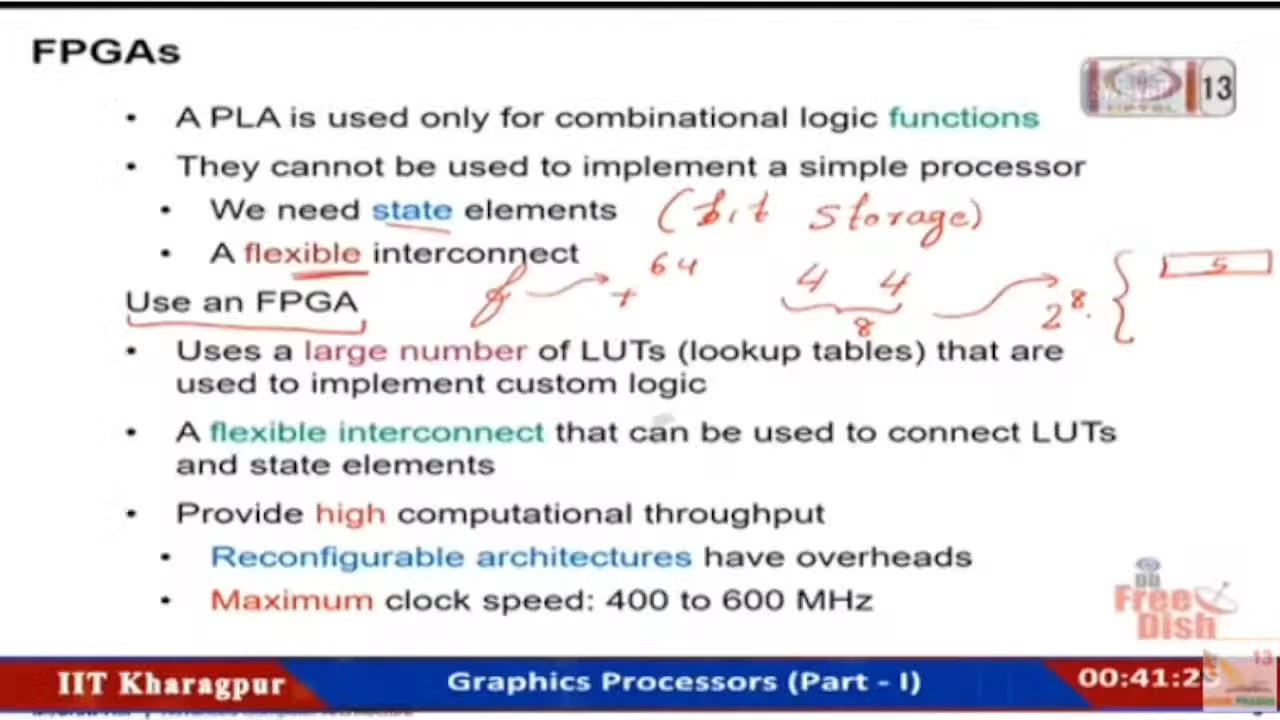 FPGAs
13
• A PLA is used only for combinational logic functions
• They cannot be used to implement a simple processor
• We need state elements (bit storage)
• A flexible interconnect
64
4 4
5
Use an FPGA
f
+
8
2^8
• Uses a large number of LUTs (lookup tables) that are
used to implement custom logic
• A flexible interconnect that can be used to connect LUTs
and state elements
• Provide high computational throughput
• Reconfigurable architectures have overheads
• Maximum clock speed: 400 to 600 MHz
DD
Free
Dish
IIT Kharagpur
Graphics Processors (Part - I)
00:41:25
13